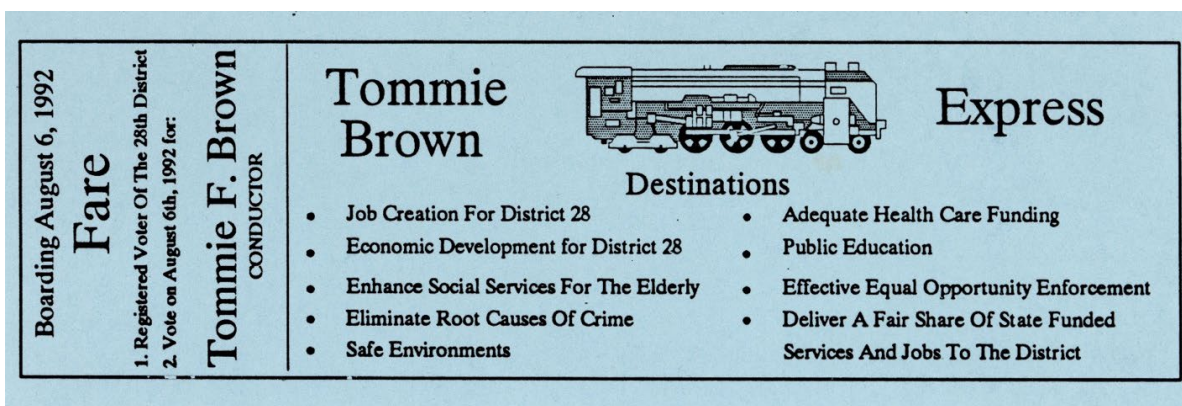 Boarding August 6, 1992
Fare
1. Registered Voter Of The 28th District
2. Vote on August 6th, 1992 for:
Tommie F. Brown
CONDUCTOR
Tommie
Brown
Express
Destinations
• Job Creation For District 28
• Economic Development for District 28
• Enhance Social Services For The Elderly
• Eliminate Root Causes Of Crime
• Safe Environments
• Adequate Health Care Funding
• Public Education
• Effective Equal Opportunity Enforcement
• Deliver A Fair Share Of State Funded
Services And Jobs To The District